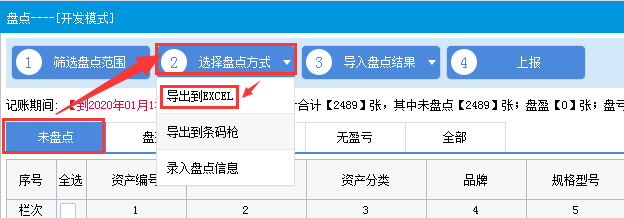 盘点----[开发模式]
1 筛选盘点范围 2 选择盘点方式 3 导入盘点结果 4 上报
导出到EXCEL
记账期间:【到2020年01月1 计合计【2489】张，其中未盘点【2489】张；盘盈【0】张；盘亏
未盘点 盘 无盈亏 全部
导出到条码枪
录入盘点信息
序号 全选 资产编号 资产分类 品牌 规格型号
栏次 1 2 3 4 5